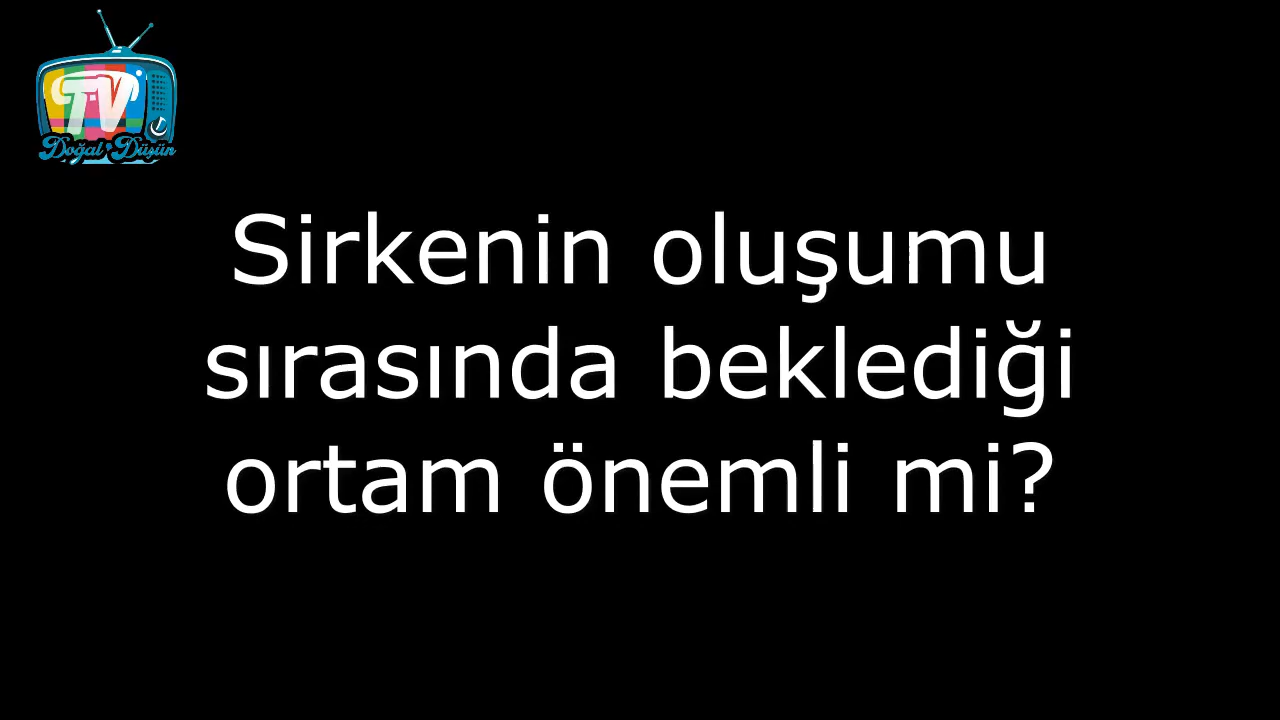 TV
Doğal Düşün
Sirkenin oluşumu
sırasında beklediği
ortam önemli mi?